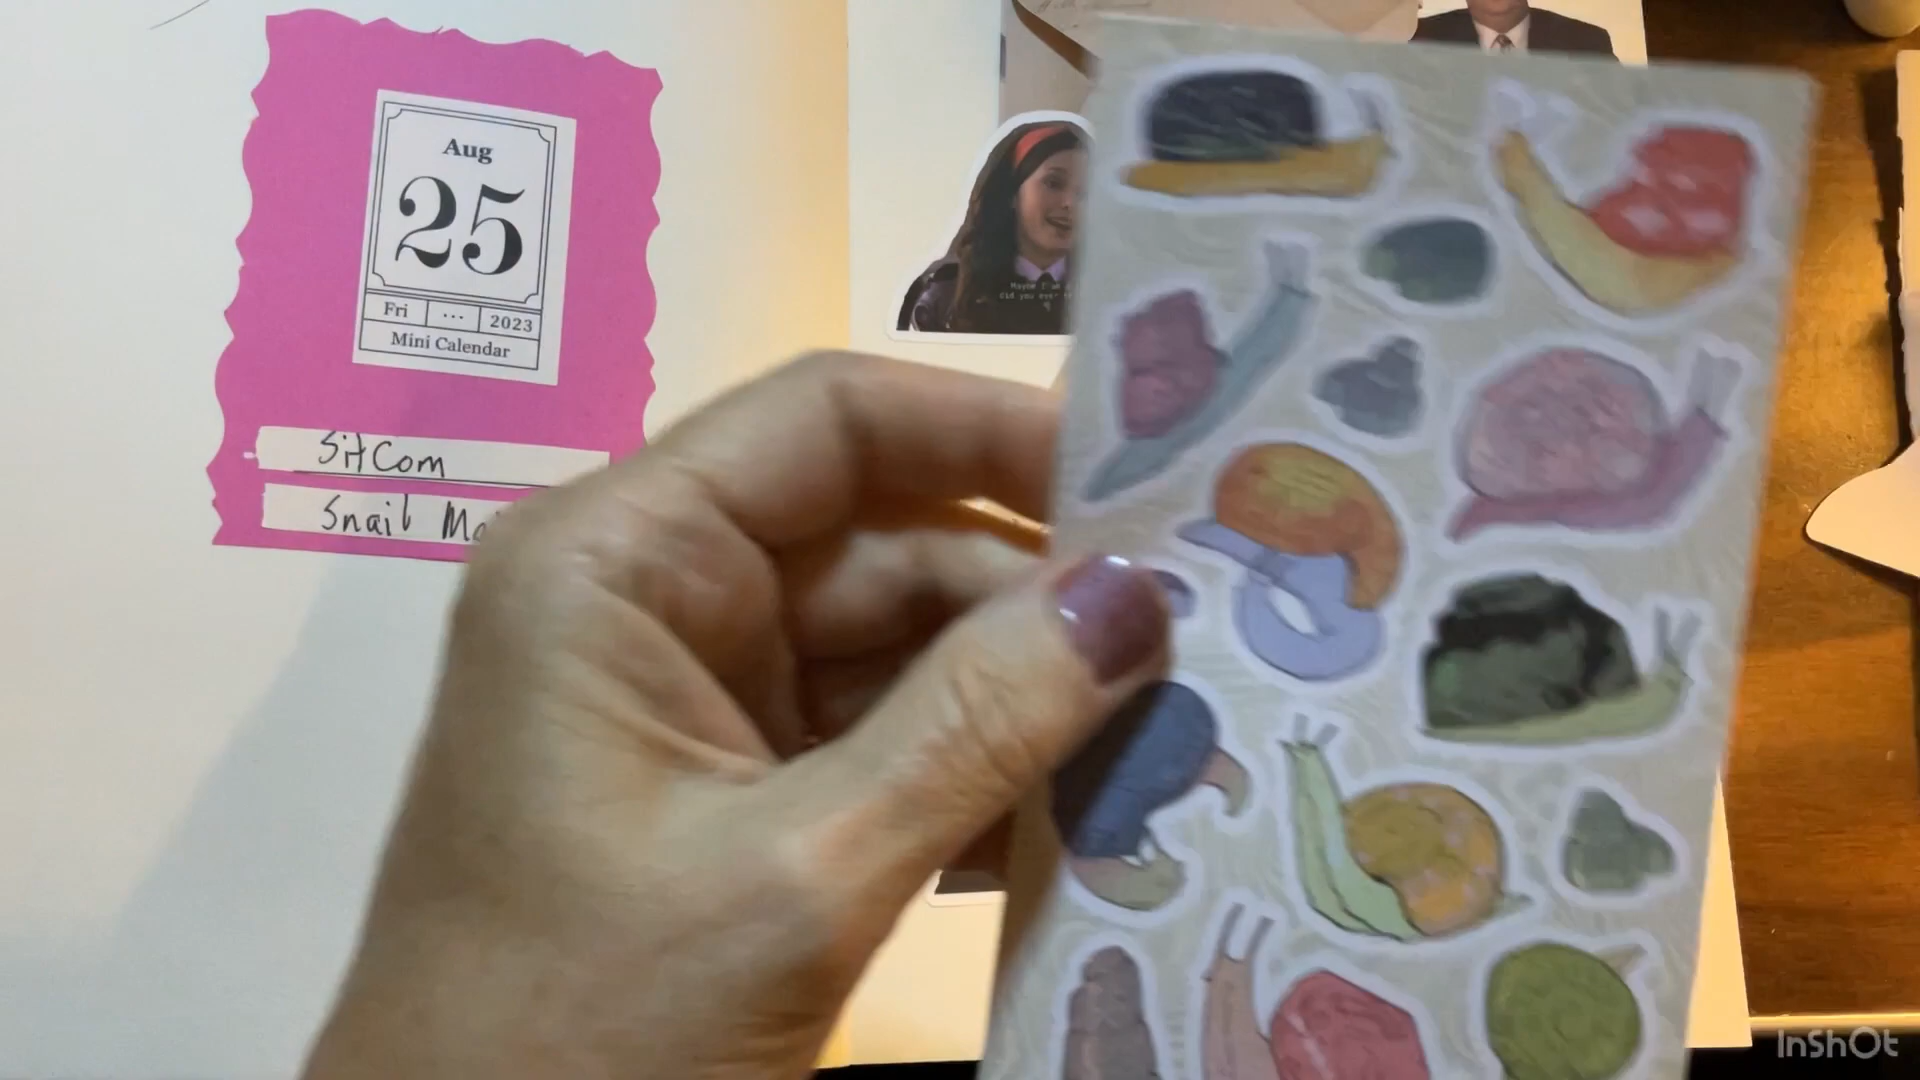 Aug
25
Fri ... 2023
Mini Calendar
SitCom
Snail
InShOt